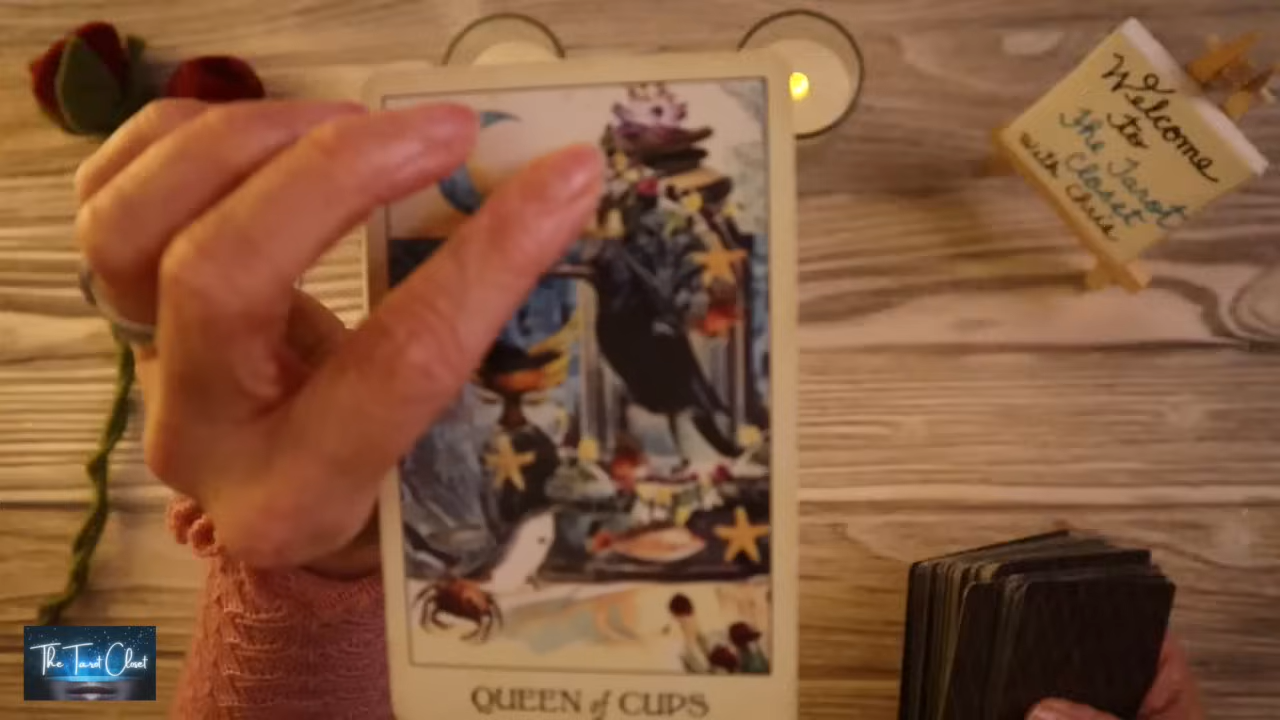 Welcome
to
The Tarot
Closet
with Chris
QUEEN of CUPS
The Tarot Closet